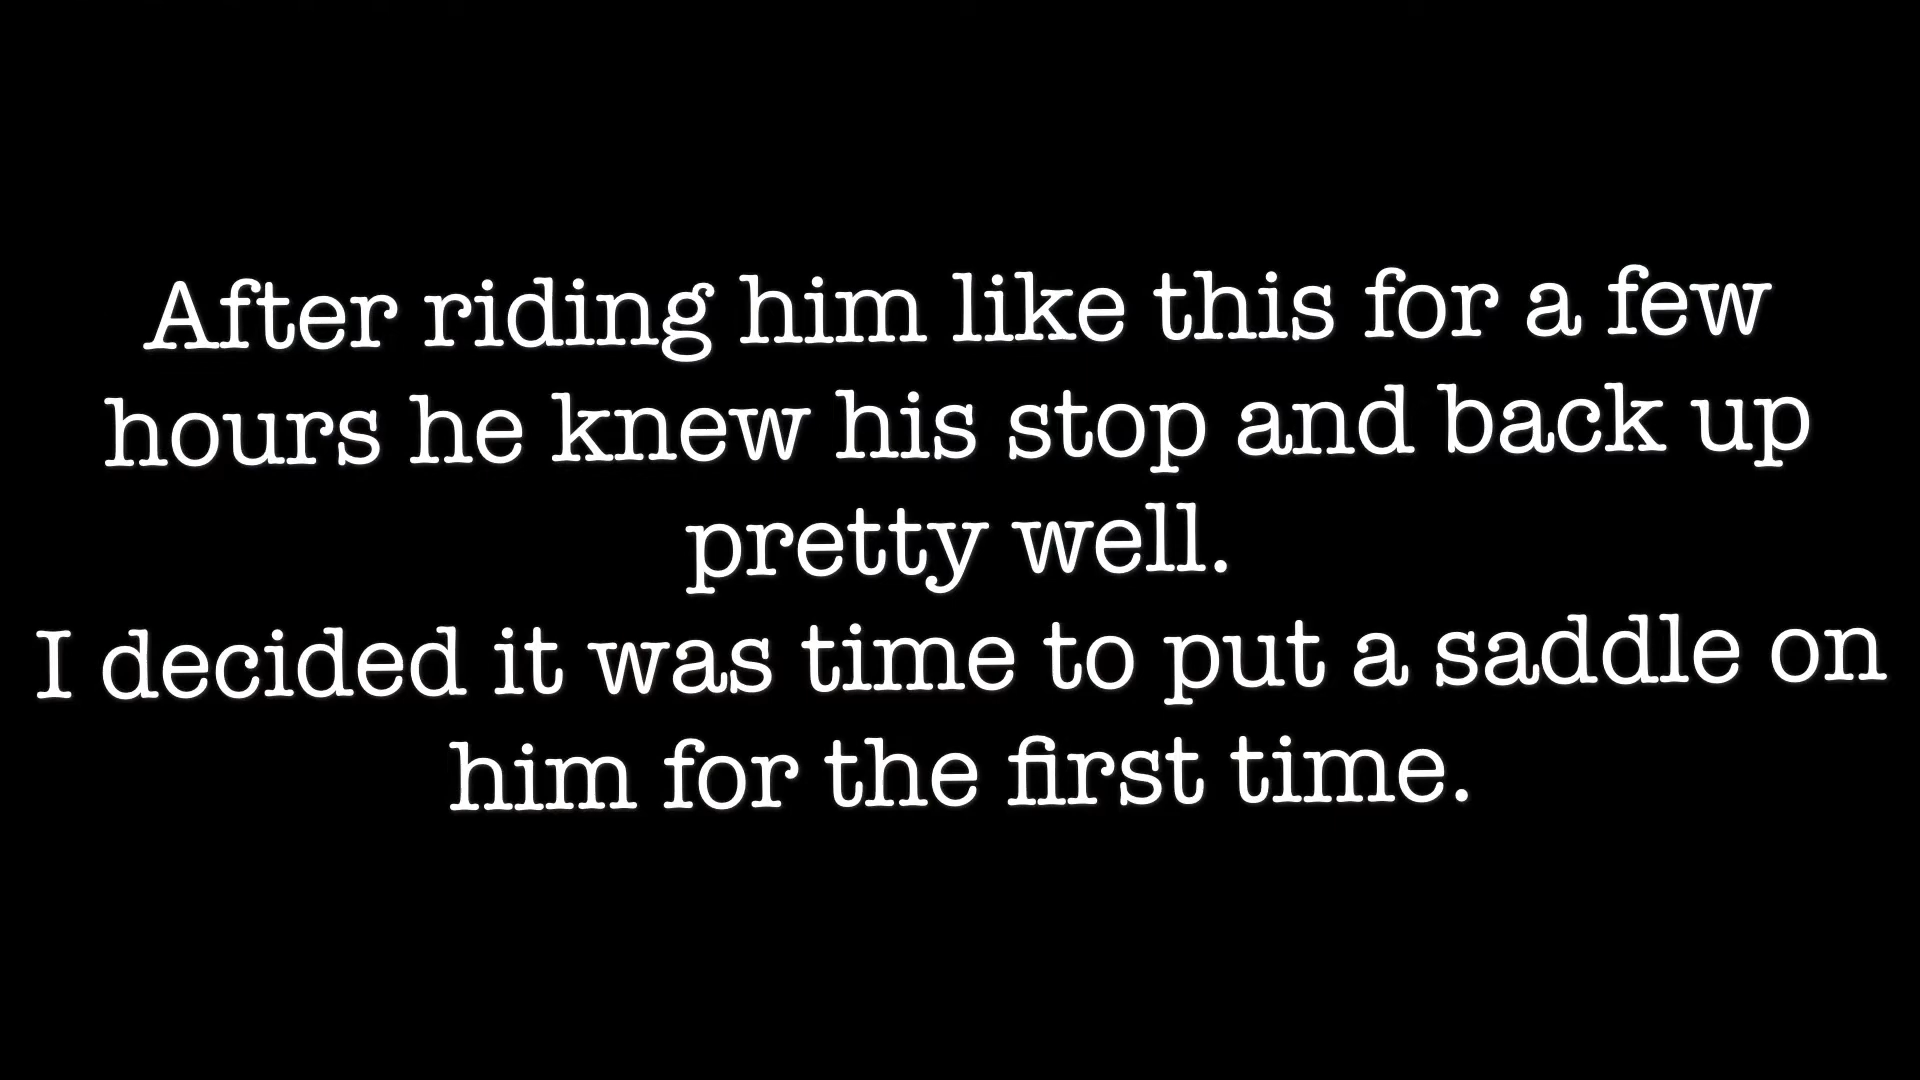 After riding him like this for a few
hours he knew his stop and back up
pretty well.
I decided it was time to put a saddle on
him for the first time.